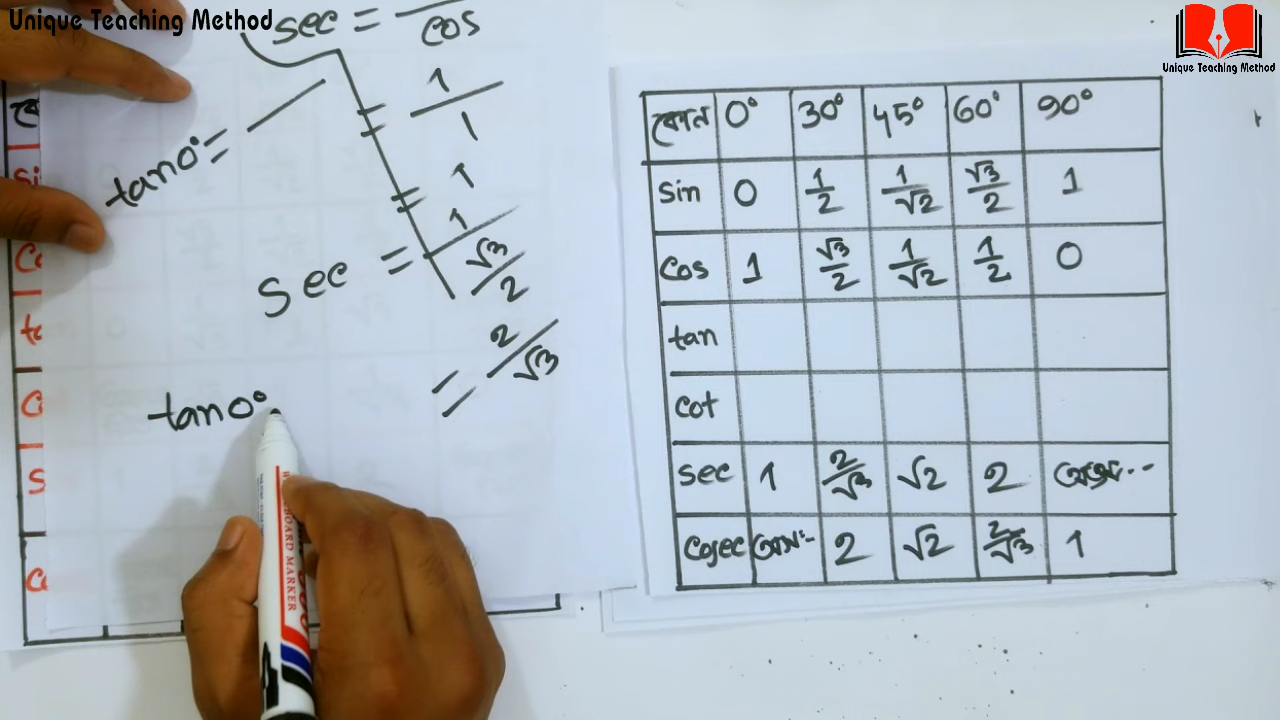 Unique Teaching Method
Unique Teaching Method
sec = —/cos
= 1/1
tan0° =
= 1
sec = 1/(√3/2)
= 2/√3
tan0°
কোন 0° 30° 45° 60° 90°
sin 0 1/2 1/√2 √3/2 1
cos 1 √3/2 1/√2 1/2 0
tan
cot
sec 1 2/√3 √2 2
cosec 2 √2 2/√3 1